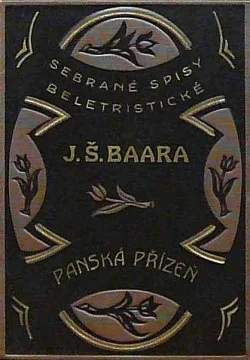 SEBRANÉ SPISY
BELETRISTICKÉ
J.Š.BAARA
PANSKÁ PŘÍZEŇ